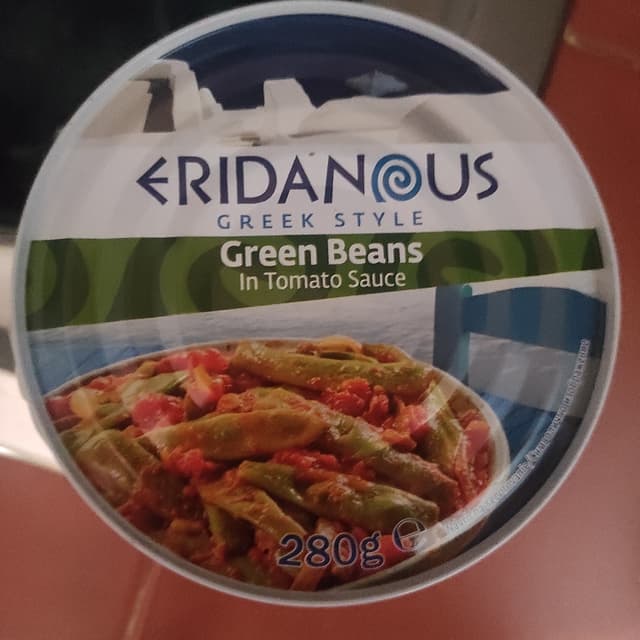 ERIDANOUS
GREEK STYLE
Green Beans
In Tomato Sauce
280g ℮